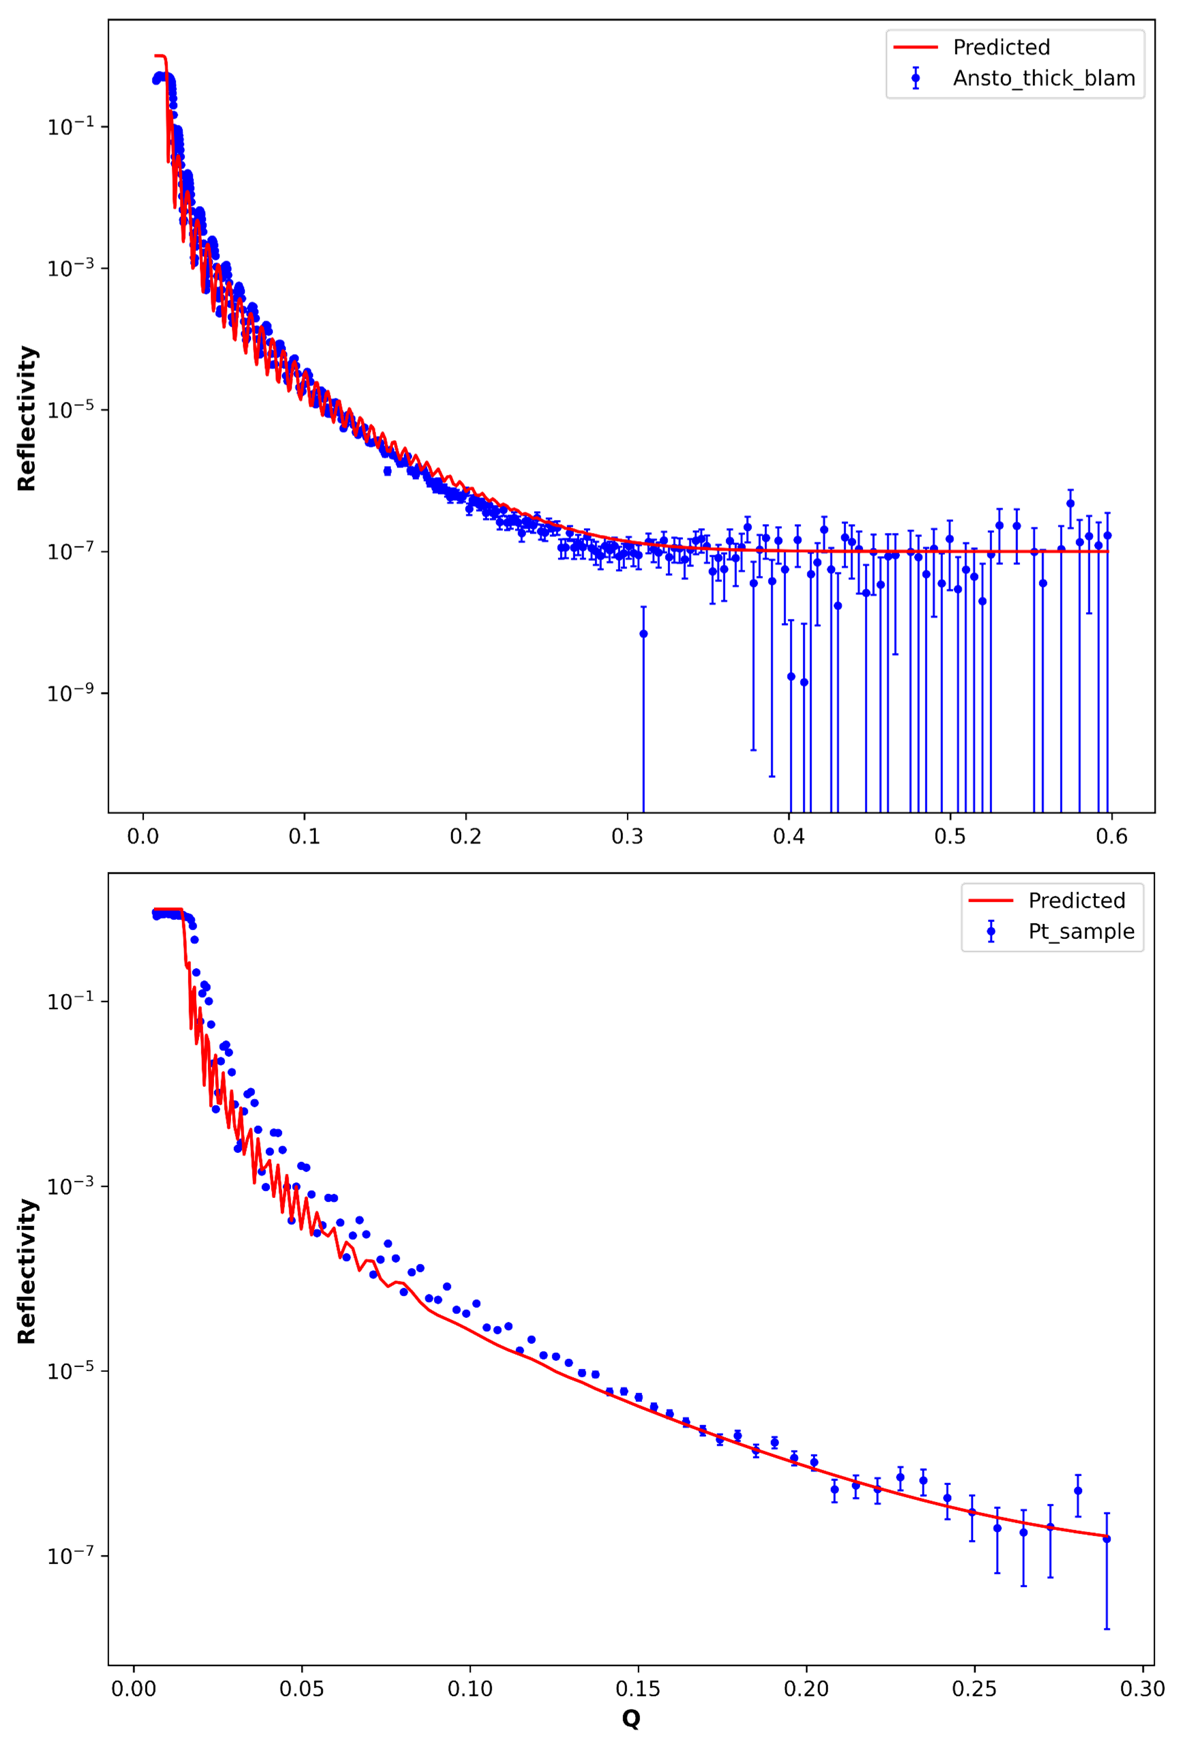 Predicted
Ansto_thick_blam
10⁻¹
10⁻³
10⁻⁵
10⁻⁷
10⁻⁹
Reflectivity
0.0 0.1 0.2 0.3 0.4 0.5 0.6
Predicted
Pt_sample
10⁻¹
10⁻³
10⁻⁵
10⁻⁷
Reflectivity
0.00 0.05 0.10 0.15 0.20 0.25 0.30
Q